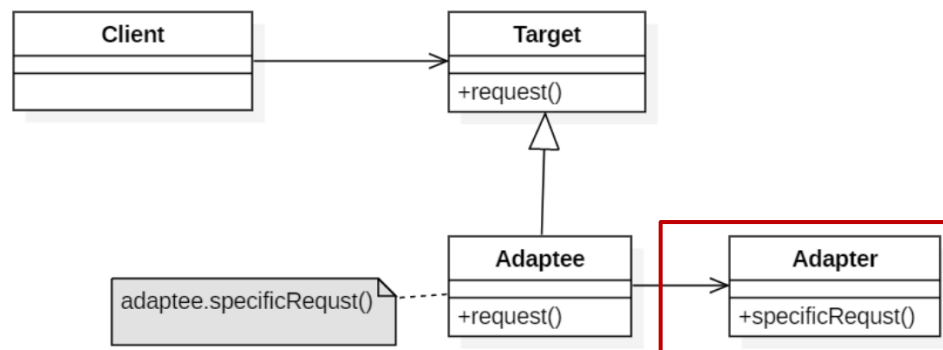 Client
Target
+request()
Adaptee
Adapter
adaptee.specificRequst()
+request()
+specificRequst()